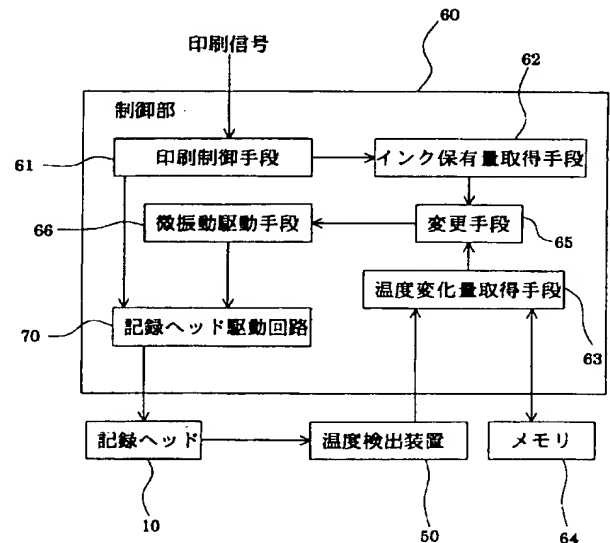 60
印刷信号
62
制御部
61
印刷制御手段
インク保有量取得手段
66
微振動駆動手段
変更手段
65
温度変化量取得手段
63
70
記録ヘッド駆動回路
記録ヘッド
温度検出装置
メモリ
10
50
64